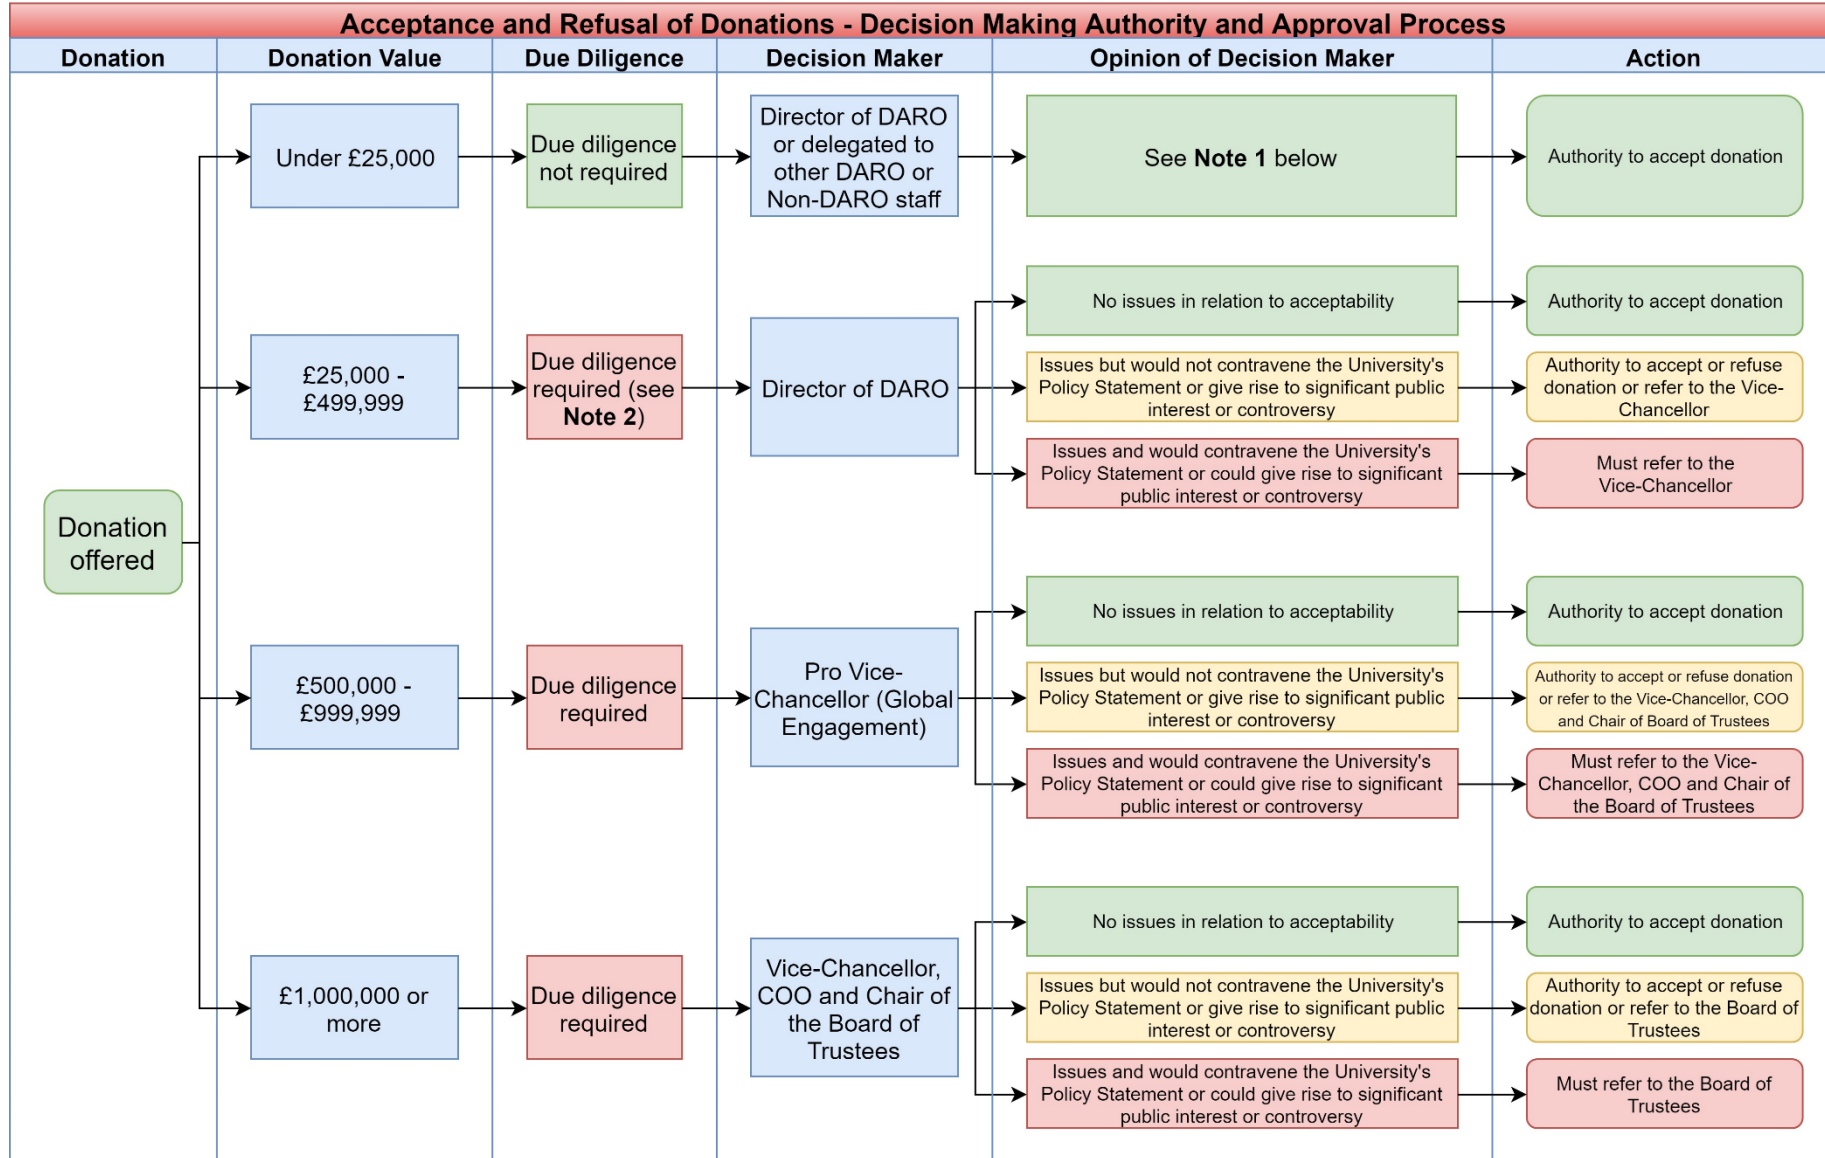 Acceptance and Refusal of Donations - Decision Making Authority and Approval Process
Donation
Donation Value
Due Diligence
Decision Maker
Opinion of Decision Maker
Action
Donation
offered
Under £25,000
Due diligence
not required
Director of DARO
or delegated to
other DARO or
Non-DARO staff
See Note 1 below
Authority to accept donation
£25,000 -
£499,999
Due diligence
required (see
Note 2)
Director of DARO
No issues in relation to acceptability
Authority to accept donation
Issues but would not contravene the University's
Policy Statement or give rise to significant public
interest or controversy
Authority to accept or refuse
donation or refer to the Vice-
Chancellor
Issues and would contravene the University's
Policy Statement or could give rise to significant
public interest or controversy
Must refer to the
Vice-Chancellor
£500,000 -
£999,999
Due diligence
required
Pro Vice-
Chancellor (Global
Engagement)
No issues in relation to acceptability
Authority to accept donation
Issues but would not contravene the University's
Policy Statement or give rise to significant public
interest or controversy
Authority to accept or refuse donation
or refer to the Vice-Chancellor, COO
and Chair of Board of Trustees
Issues and would contravene the University's
Policy Statement or could give rise to significant
public interest or controversy
Must refer to the Vice-
Chancellor, COO and Chair of
the Board of Trustees
£1,000,000 or
more
Due diligence
required
Vice-Chancellor,
COO and Chair of
the Board of
Trustees
No issues in relation to acceptability
Authority to accept donation
Issues but would not contravene the University's
Policy Statement or give rise to significant public
interest or controversy
Authority to accept or refuse
donation or refer to the Board of
Trustees
Issues and would contravene the University's
Policy Statement or could give rise to significant
public interest or controversy
Must refer to the Board of
Trustees